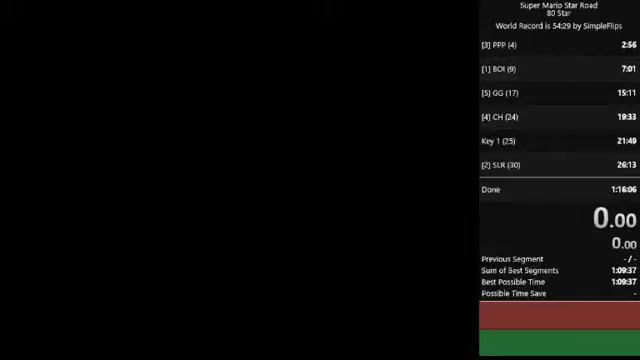 Super Mario Star Road
80 Star
World Record is 54:29 by SimpleFlips
[3] PPP (4) 2:56
[1] BOI (9) 7:01
[5] GG (17) 15:11
[4] CH (24) 19:33
Key 1 (25) 21:49
[2] SLR (30) 26:13
Done 1:16:06
0.00
0.00
Previous Segment - / -
Sum of Best Segments 1:09:37
Best Possible Time 1:09:37
Possible Time Save -